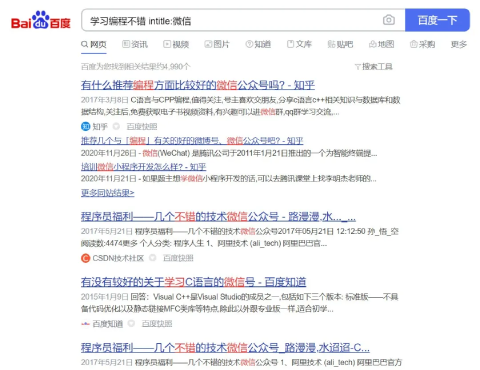 Bai du 百度
学习编程不错 intitle:微信
百度一下
网页 资讯 视频 图片 知道 文库 贴吧 地图 采购 更多
百度为您找到相关结果约4,990个
搜索工具
有什么推荐编程方面比较好的微信公众号吗? - 知乎
2017年3月8日 C语言与CPP编程,值得关注,号主喜欢交朋友,分享c语言c++相关知识与数据库和数
据结构,关注后,免费获取电子书视频资料,有兴趣可以进微信群,qq群学习交流,...
知乎 百度快照
推荐几个与「编程」有关的好的微博号、微信公众号吧? - 知乎
2020年11月26日 - 微信(WeChat) 是腾讯公司于2011年1月21日推出的一个为智能终端提...
培训微信小程序开发怎么样? - 知乎
2020年11月21日 - 如果题主想学微信小程序开发的话,可以去腾讯课堂上找李明杰老师的...
更多同站结果>
程序员福利——几个不错的技术微信公众号 - 路漫漫,水..._...
2017年5月21日 程序员福利——几个不错的技术微信公众号2017年05月21日 12:12:50 孙_悟_空
阅读数:4474更多 个人分类: 程序人生 1、阿里技术 (ali_tech) 阿里巴巴官...
CSDN技术社区 百度快照
有没有较好的关于学习C语言的微信号 - 百度知道
2015年1月9日 回答：Visual C++是Visual Studio的成员之一,包括如下三个版本: 标准版——不具
备代码优化以及静态链接MFC类库等特点,除此以外跟专业版一样,适合初学...
百度知道 百度快照
程序员福利——几个不错的技术微信公众号_路漫漫,水迢迢-C...
2017年5月21日 程序员福利——几个不错的技术微信公众号 1、阿里技术 (ali_tech) 阿里巴巴官方